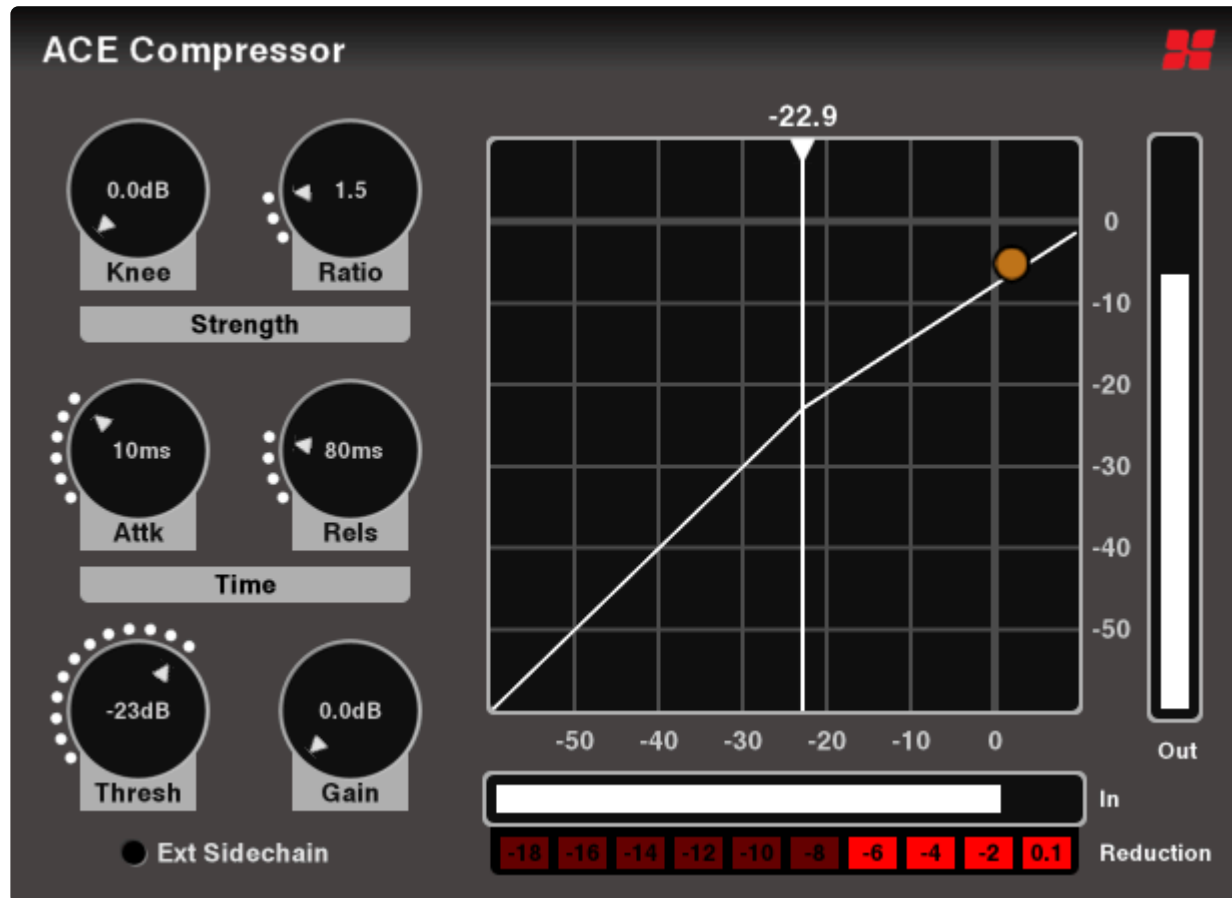 ACE Compressor
-22.9
0.0dB
1.5
Knee
Ratio
Strength
10ms
80ms
Attk
Rels
Time
-23dB
0.0dB
Thresh
Gain
Ext Sidechain
0
-10
-20
-30
-40
-50
-50 -40 -30 -20 -10 0
Out
In
-18 -16 -14 -12 -10 -8 -6 -4 -2 0.1
Reduction